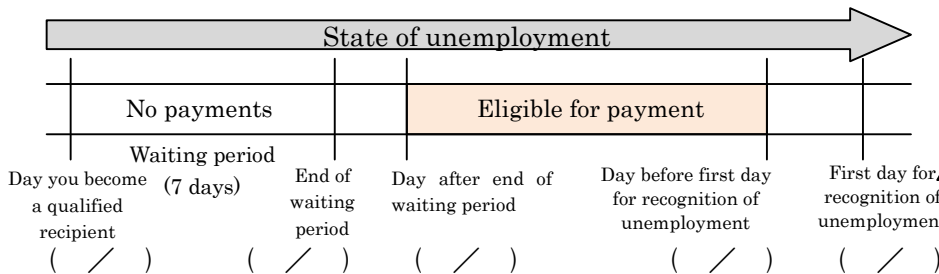 State of unemployment
No payments
Eligible for payment
Waiting period
(7 days)
Day you become
a qualified
recipient
End of
waiting
period
Day after end of
waiting period
Day before first day
for recognition of
unemployment
First day for
recognition of
unemployment
( ／ ) ( ／ ) ( ／ ) ( ／ ) ( ／ )